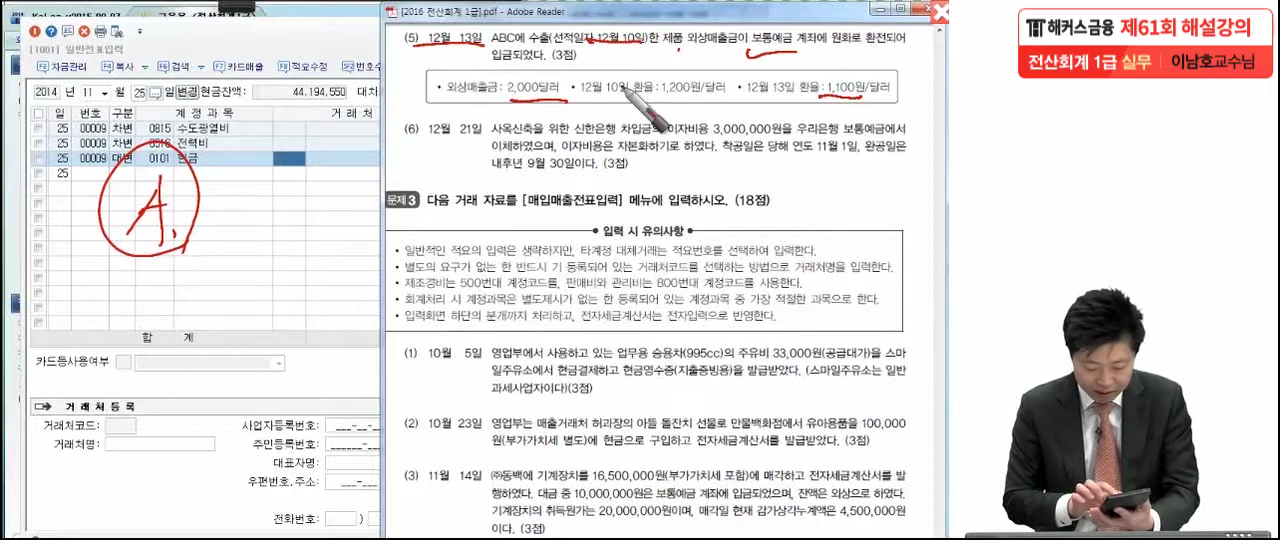 [2016 전산회계 1급].pdf - Adobe Reader
[1001] 일반전표입력
F3 자금관리 F4 복사 F6 검색 F7 카드매출 F8 적요수정
2014 년 11 월 25 일 변경 현금잔액: 44,194,550 대차
일 번호 구분 계 정 과 목 거 래 처
25 00009 차변 0815 수도광열비
25 00009 차변 0516 전력비
25 00009 대변 0101 현금
25
A.
합 계
카드등사용여부
거 래 처 등 록
거래처코드: 사업자등록번호:
거래처명: 주민등록번호:
대표자명:
우편번호,주소:
전화번호: )
(5) 12월 13일 ABC에 수출(선적일자 12월 10일)한 제품 외상매출금이 보통예금 계좌에 원화로 환전되어
입금되었다. (3점)
• 외상매출금 : 2,000달러 • 12월 10일 환율 : 1,200원/달러 • 12월 13일 환율 : 1,100원/달러
(6) 12월 21일 사옥신축을 위한 신한은행 차입금의 이자비용 3,000,000원을 우리은행 보통예금에서
이체하였으며, 이자비용은 자본화하기로 하였다. 착공일은 당해 연도 11월 1일, 완공일은
내후년 9월 30일이다. (3점)
문제 3 다음 거래 자료를 [매입매출전표입력] 메뉴에 입력하시오. (18점)
입력 시 유의사항
• 일반적인 적요의 입력은 생략하지만, 타계정 대체거래는 적요번호를 선택하여 입력한다.
• 별도의 요구가 없는 한 반드시 기 등록되어 있는 거래처코드를 선택하는 방법으로 거래처명을 입력한다.
• 제조경비는 500번대 계정코드를, 판매비와 관리비는 800번대 계정코드를 사용한다.
• 회계처리 시 계정과목은 별도제시가 없는 한 등록되어 있는 계정과목 중 가장 적절한 과목으로 한다.
• 입력화면 하단의 분개까지 처리하고, 전자세금계산서는 전자입력으로 반영한다.
(1) 10월 5일 영업부에서 사용하고 있는 업무용 승용차(995cc)의 주유비 33,000원(공급대가)을 스마
일주유소에서 현금결제하고 현금영수증(지출증빙용)을 발급받았다. (스마일주유소는 일반
과세사업자이다)(3점)
(2) 10월 23일 영업부는 매출거래처 허과장의 아들 돌잔치 선물로 만물백화점에서 유아용품을 100,000
원(부가가치세 별도)에 현금으로 구입하고 전자세금계산서를 발급받았다. (3점)
(3) 11월 14일 ㈜동백에 기계장치를 16,500,000원(부가가치세 포함)에 매각하고 전자세금계산서를 발
행하였다. 대금 중 10,000,000원은 보통예금 계좌에 입금되었으며, 잔액은 외상으로 하였다.
기계장치의 취득원가는 20,000,000원이며, 매각일 현재 감가상각누계액은 4,500,000원
이다. (3점)
해커스금융 제61회 해설강의
전산회계 1급 실무 이남호교수님